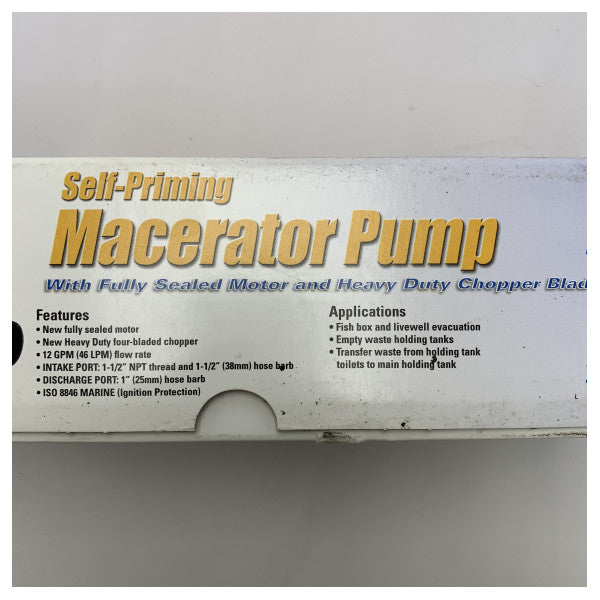 Self-Priming
Macerator Pump
With Fully Sealed Motor and Heavy Duty Chopper Blad
Features
• New fully sealed motor
• New Heavy Duty four-bladed chopper
• 12 GPM (46 LPM) flow rate
• INTAKE PORT: 1-1/2" NPT thread and 1-1/2" (38mm) hose barb
• DISCHARGE PORT: 1" (25mm) hose barb
• ISO 8846 MARINE (Ignition Protection)
Applications
• Fish box and livewell evacuation
• Empty waste holding tanks
• Transfer waste from holding tank
toilets to main holding tank